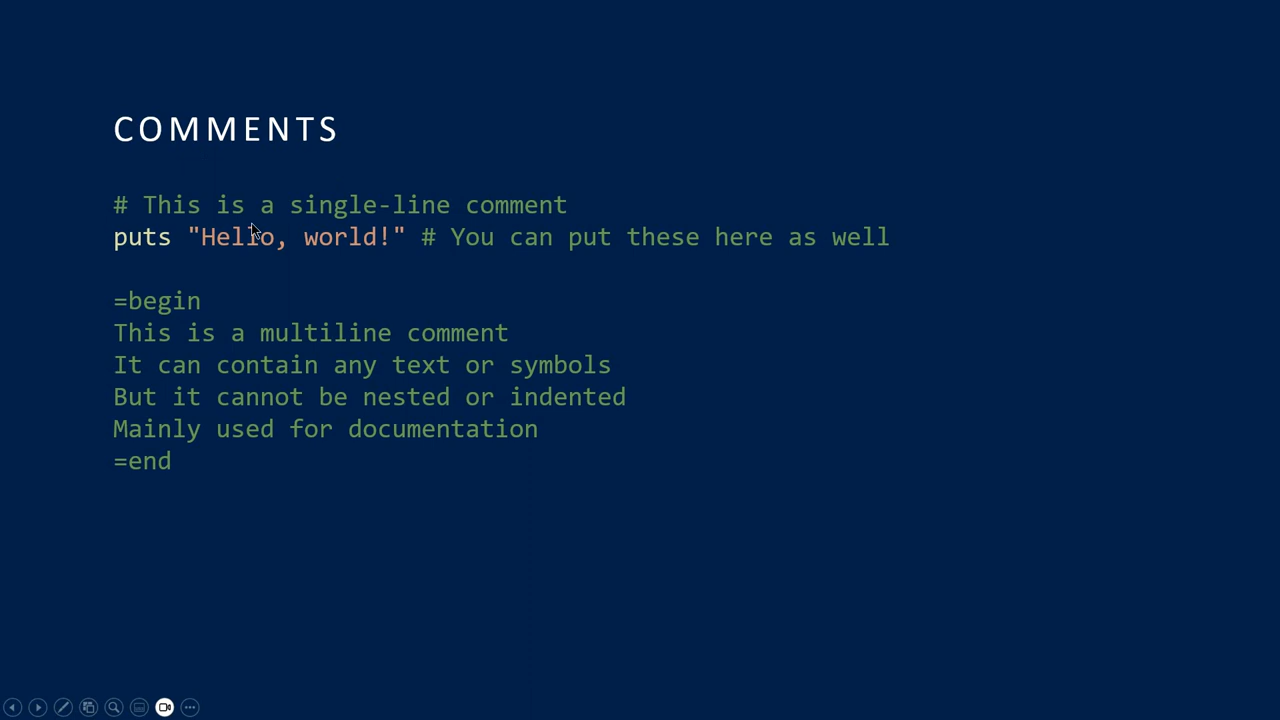 COMMENTS
# This is a single-line comment
puts "Hello, world!" # You can put these here as well
=begin
This is a multiline comment
It can contain any text or symbols
But it cannot be nested or indented
Mainly used for documentation
=end